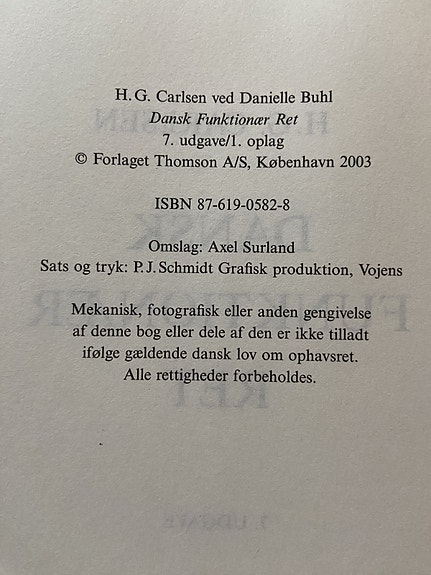 H. G. Carlsen ved Danielle Buhl
Dansk Funktionær Ret
7. udgave/1. oplag
© Forlaget Thomson A/S, København 2003
ISBN 87-619-0582-8
Omslag: Axel Surland
Sats og tryk: P. J. Schmidt Grafisk produktion, Vojens
Mekanisk, fotografisk eller anden gengivelse
af denne bog eller dele af den er ikke tilladt
ifølge gældende dansk lov om ophavsret.
Alle rettigheder forbeholdes.